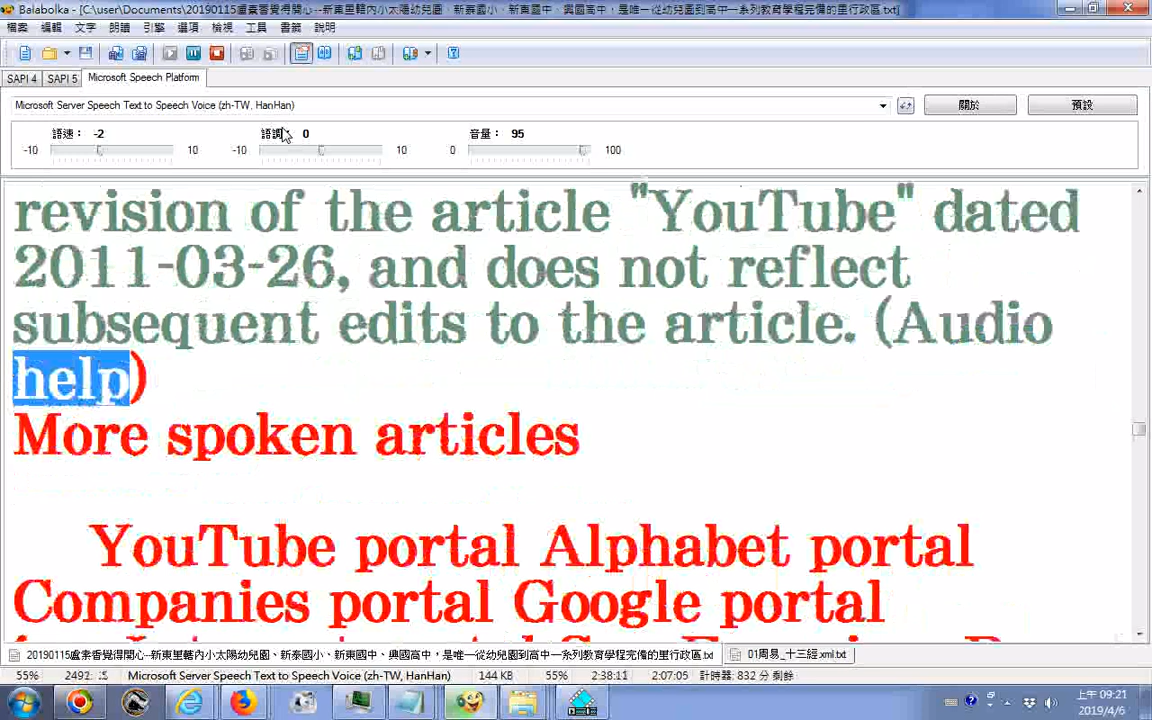 Balabolka - [C:\user\Documents\20190115盧素香覺得開心--新東里轄內小太陽幼兒園、新泰國小、新東國中、興國高中，是唯一從幼兒園到高中一系列教育學程完備的里行政區.txt]
檔案 編輯 文字 朗讀 引擎 選項 檢視 工具 書籤 說明
SAPI 4 SAPI 5 Microsoft Speech Platform
Microsoft Server Speech Text to Speech Voice (zh-TW, HanHan) 關於 預設
語速： -2 語調： 0 音量： 95
-10 10 -10 10 0 100
revision of the article "YouTube" dated
2011-03-26, and does not reflect
subsequent edits to the article. (Audio
help)
More spoken articles
YouTube portal Alphabet portal
Companies portal Google portal
20190115盧素香覺得開心--新東里轄內小太陽幼兒園、新泰國小、新東國中、興國高中，是唯一從幼兒園到高中一系列教育學程完備的里行政區.txt 01周易_十三經.xml.txt
55% Microsoft Server Speech Text to Speech Voice (zh-TW, HanHan) 144 KB 55% 2:38:11 2:07:05 計時器: 832 分 剩餘
上午 09:21
2019/4/6